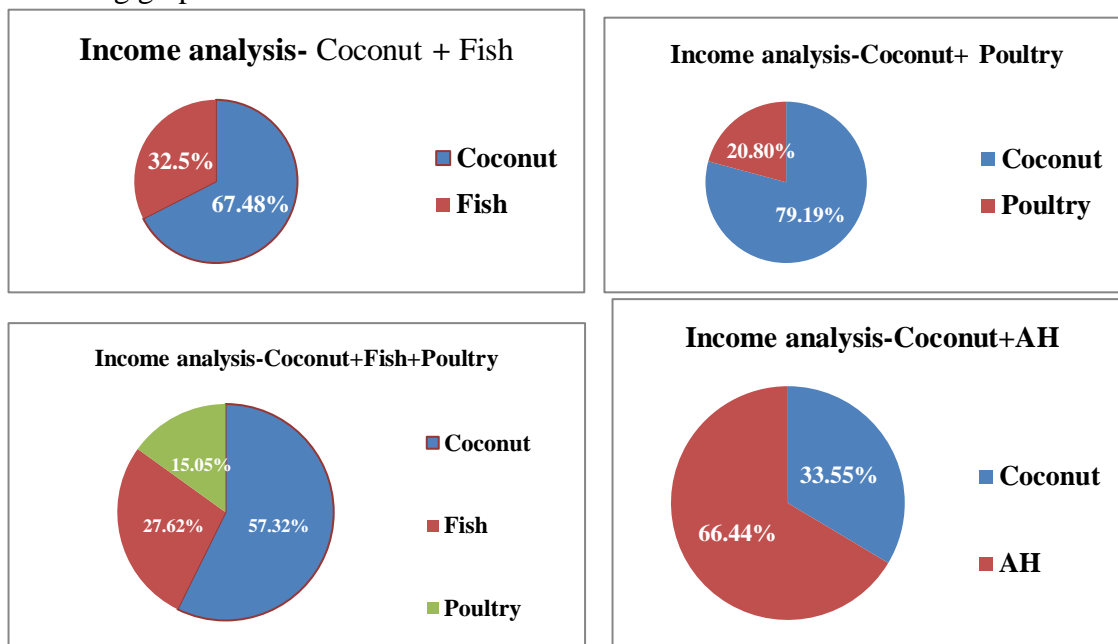 Income analysis- Coconut + Fish
32.5%
67.48%
Coconut
Fish
Income analysis-Coconut+ Poultry
20.80%
79.19%
Coconut
Poultry
Income analysis-Coconut+Fish+Poultry
15.05%
27.62%
57.32%
Coconut
Fish
Poultry
Income analysis-Coconut+AH
33.55%
66.44%
Coconut
AH